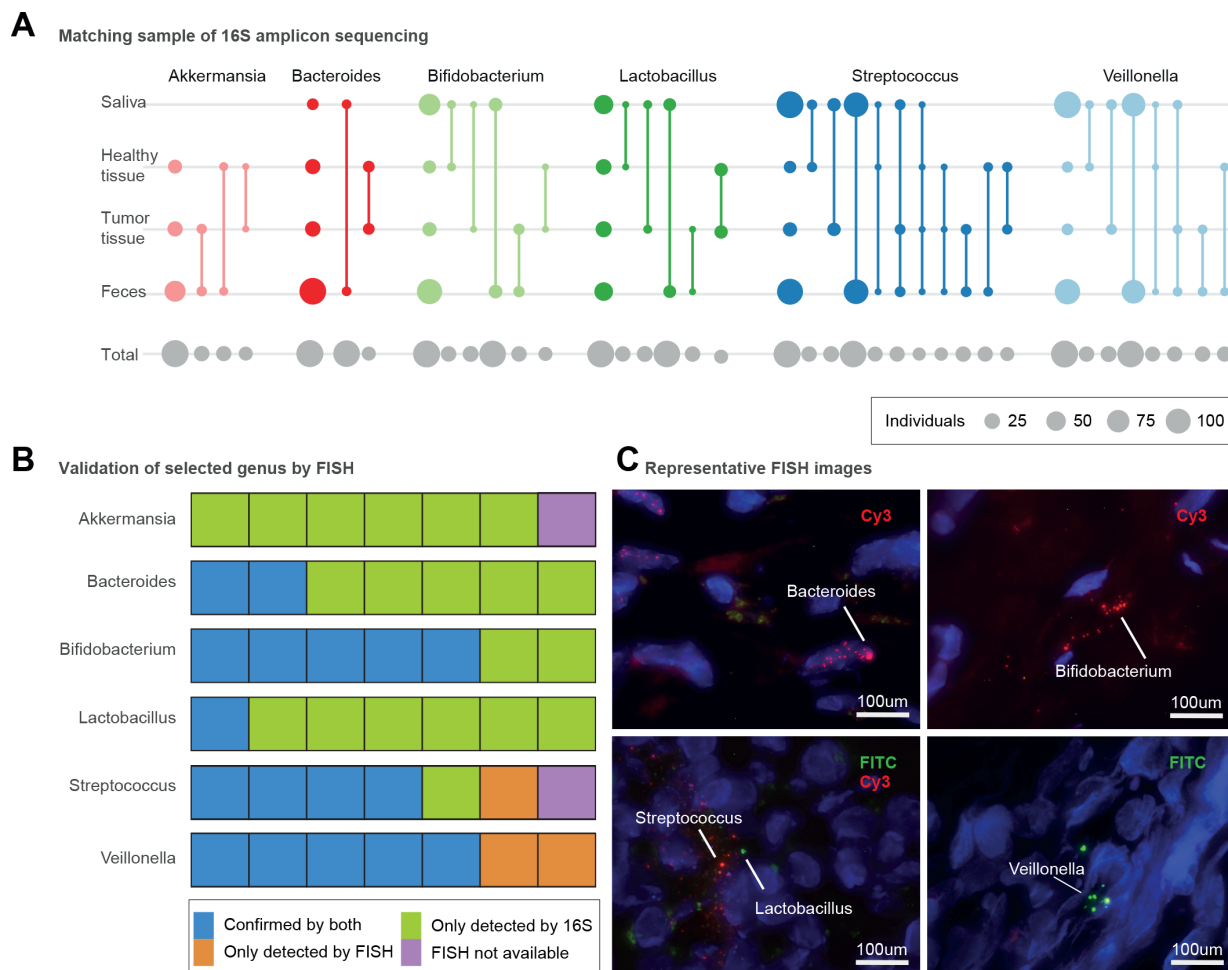 A
Matching sample of 16S amplicon sequencing
Akkermansia Bacteroides Bifidobacterium Lactobacillus Streptococcus Veillonella
Saliva
Healthy
tissue
Tumor
tissue
Feces
Total
Individuals 25 50 75 100
B
Validation of selected genus by FISH
Akkermansia
Bacteroides
Bifidobacterium
Lactobacillus
Streptococcus
Veillonella
Confirmed by both
Only detected by 16S
Only detected by FISH
FISH not available
C
Representative FISH images
Cy3
Bacteroides
100um
Cy3
Bifidobacterium
100um
FITC
Cy3
Streptococcus
Lactobacillus
100um
FITC
Veillonella
100um